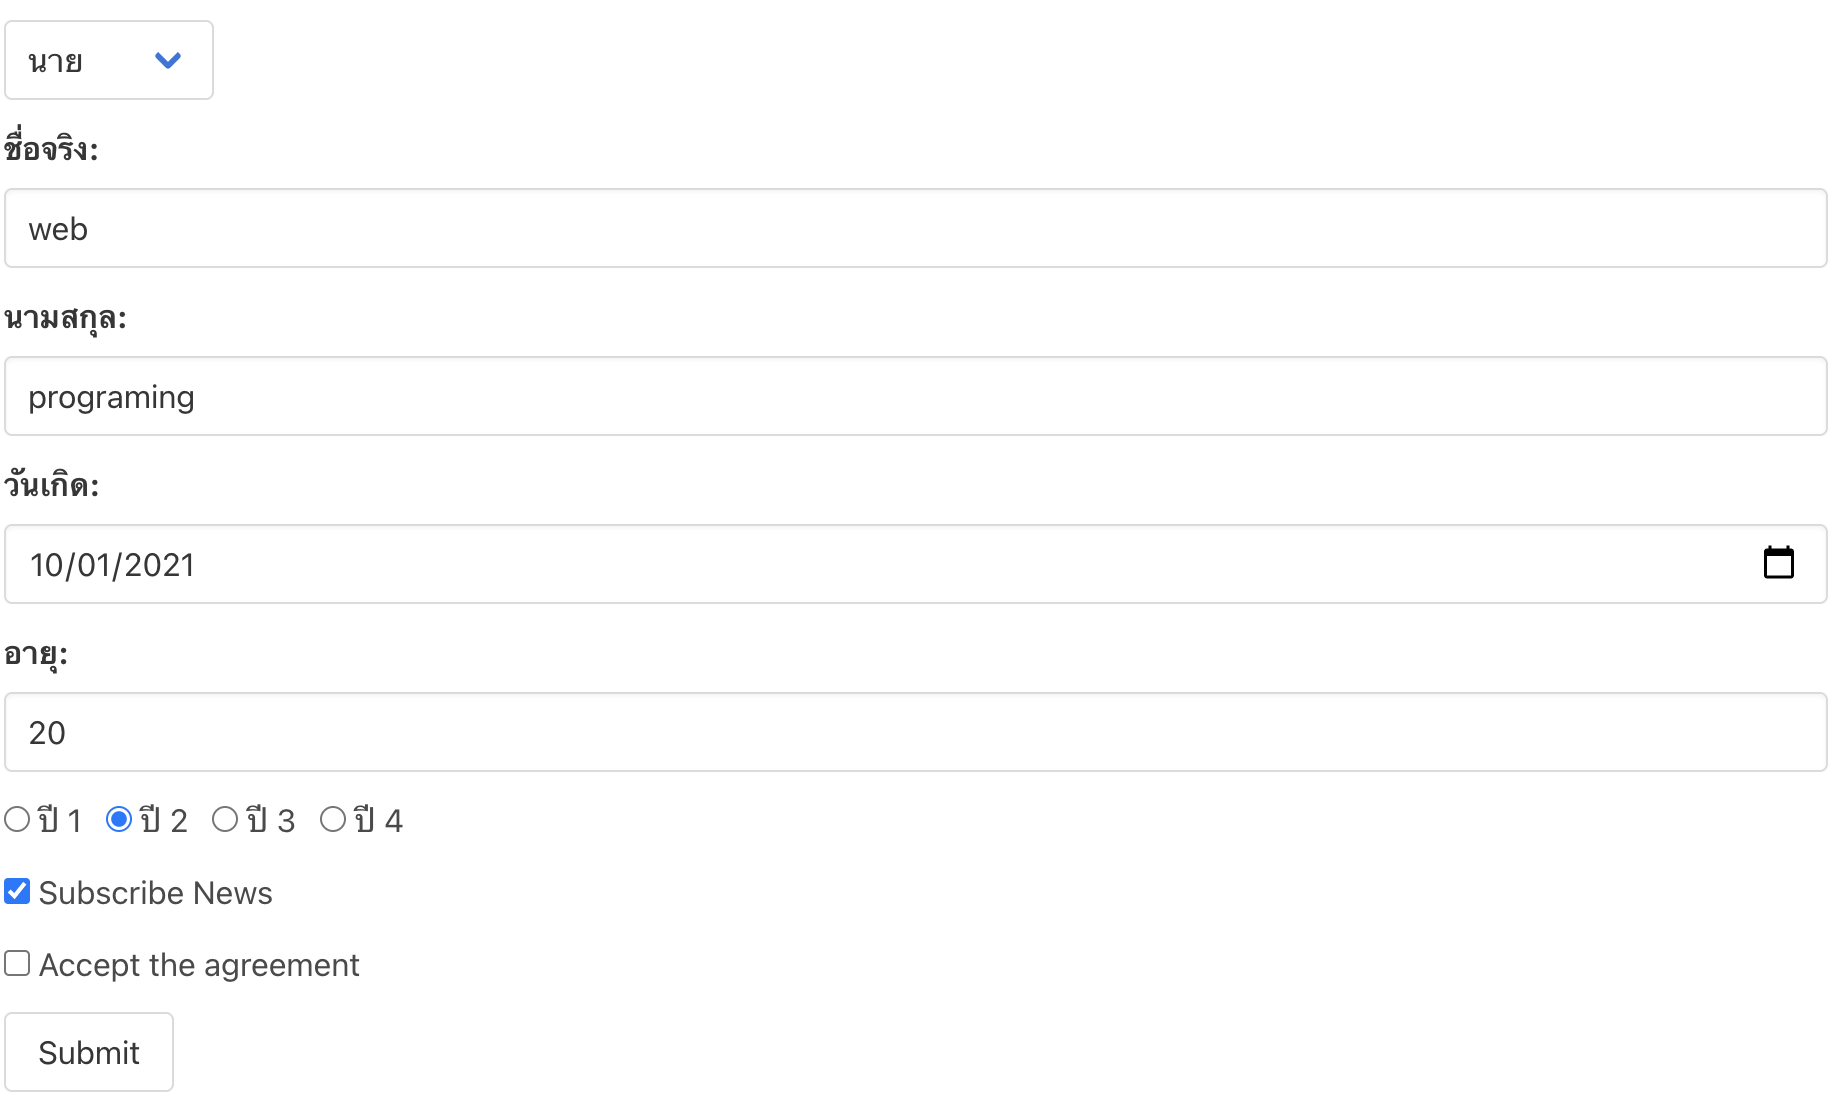 นาย
ชื่อจริง:
web
นามสกุล:
programing
วันเกิด:
10/01/2021
อายุ:
20
ปี 1 ปี 2 ปี 3 ปี 4
Subscribe News
Accept the agreement
Submit